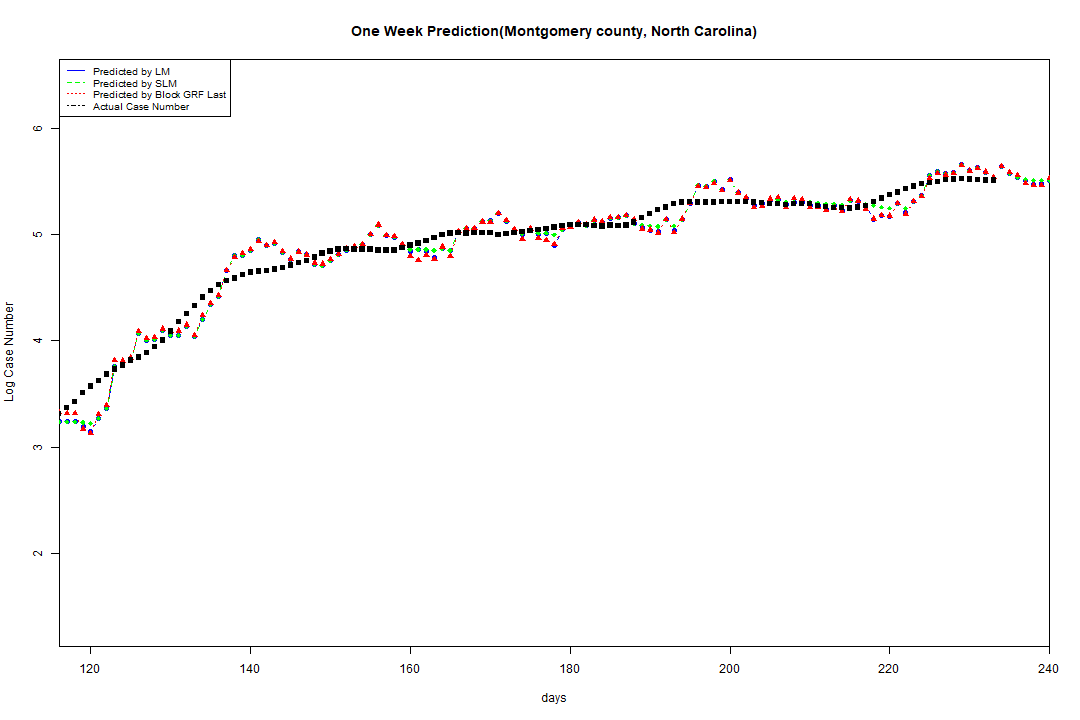 One Week Prediction(Montgomery county, North Carolina)
Predicted by LM
Predicted by SLM
Predicted by Block GRF Last
Actual Case Number
6
5
4
3
2
Log Case Number
120 140 160 180 200 220 240
days